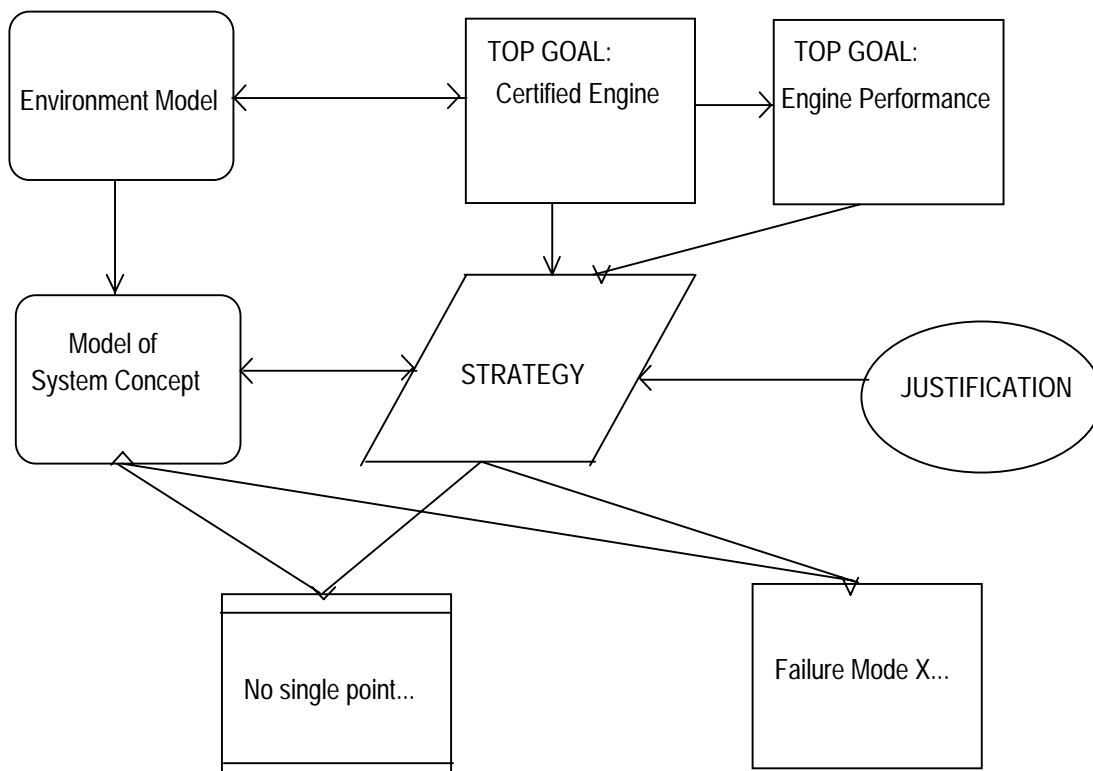 Environment Model
TOP GOAL:
Certified Engine
TOP GOAL:
Engine Performance
Model of
System Concept
STRATEGY
JUSTIFICATION
No single point...
Failure Mode X...